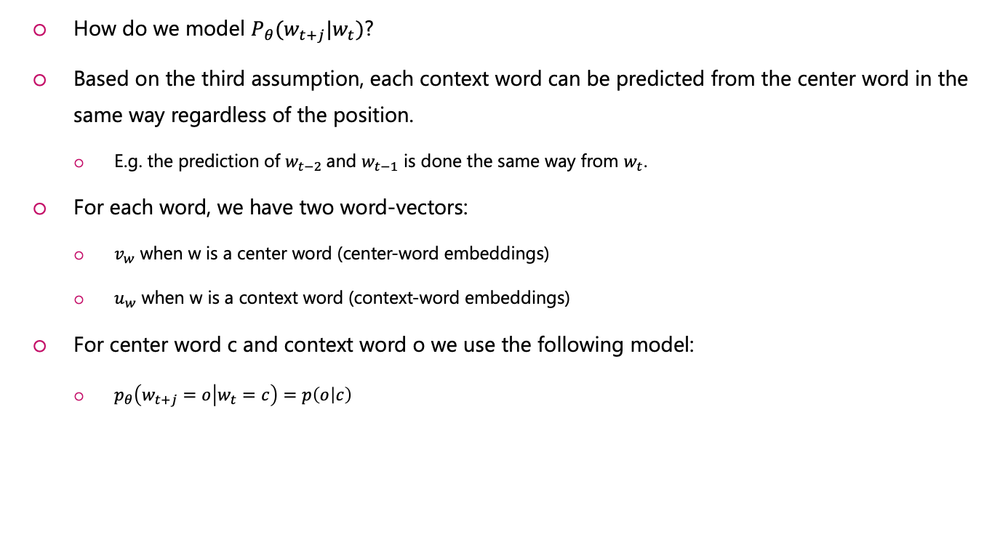 How do we model P_θ(w_{t+j}|w_t)?
Based on the third assumption, each context word can be predicted from the center word in the
same way regardless of the position.
E.g. the prediction of w_{t−2} and w_{t−1} is done the same way from w_t.
For each word, we have two word-vectors:
v_w when w is a center word (center-word embeddings)
u_w when w is a context word (context-word embeddings)
For center word c and context word o we use the following model:
p_θ(w_{t+j} = o|w_t = c) = p(o|c)